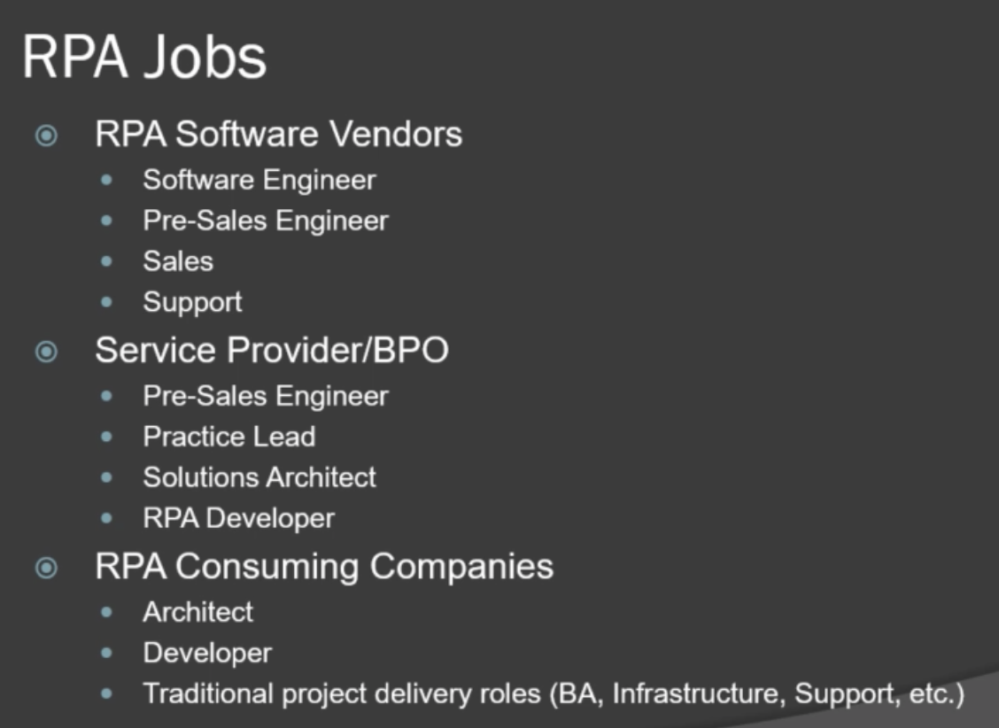 RPA Jobs
RPA Software Vendors
Software Engineer
Pre-Sales Engineer
Sales
Support
Service Provider/BPO
Pre-Sales Engineer
Practice Lead
Solutions Architect
RPA Developer
RPA Consuming Companies
Architect
Developer
Traditional project delivery roles (BA, Infrastructure, Support, etc.)